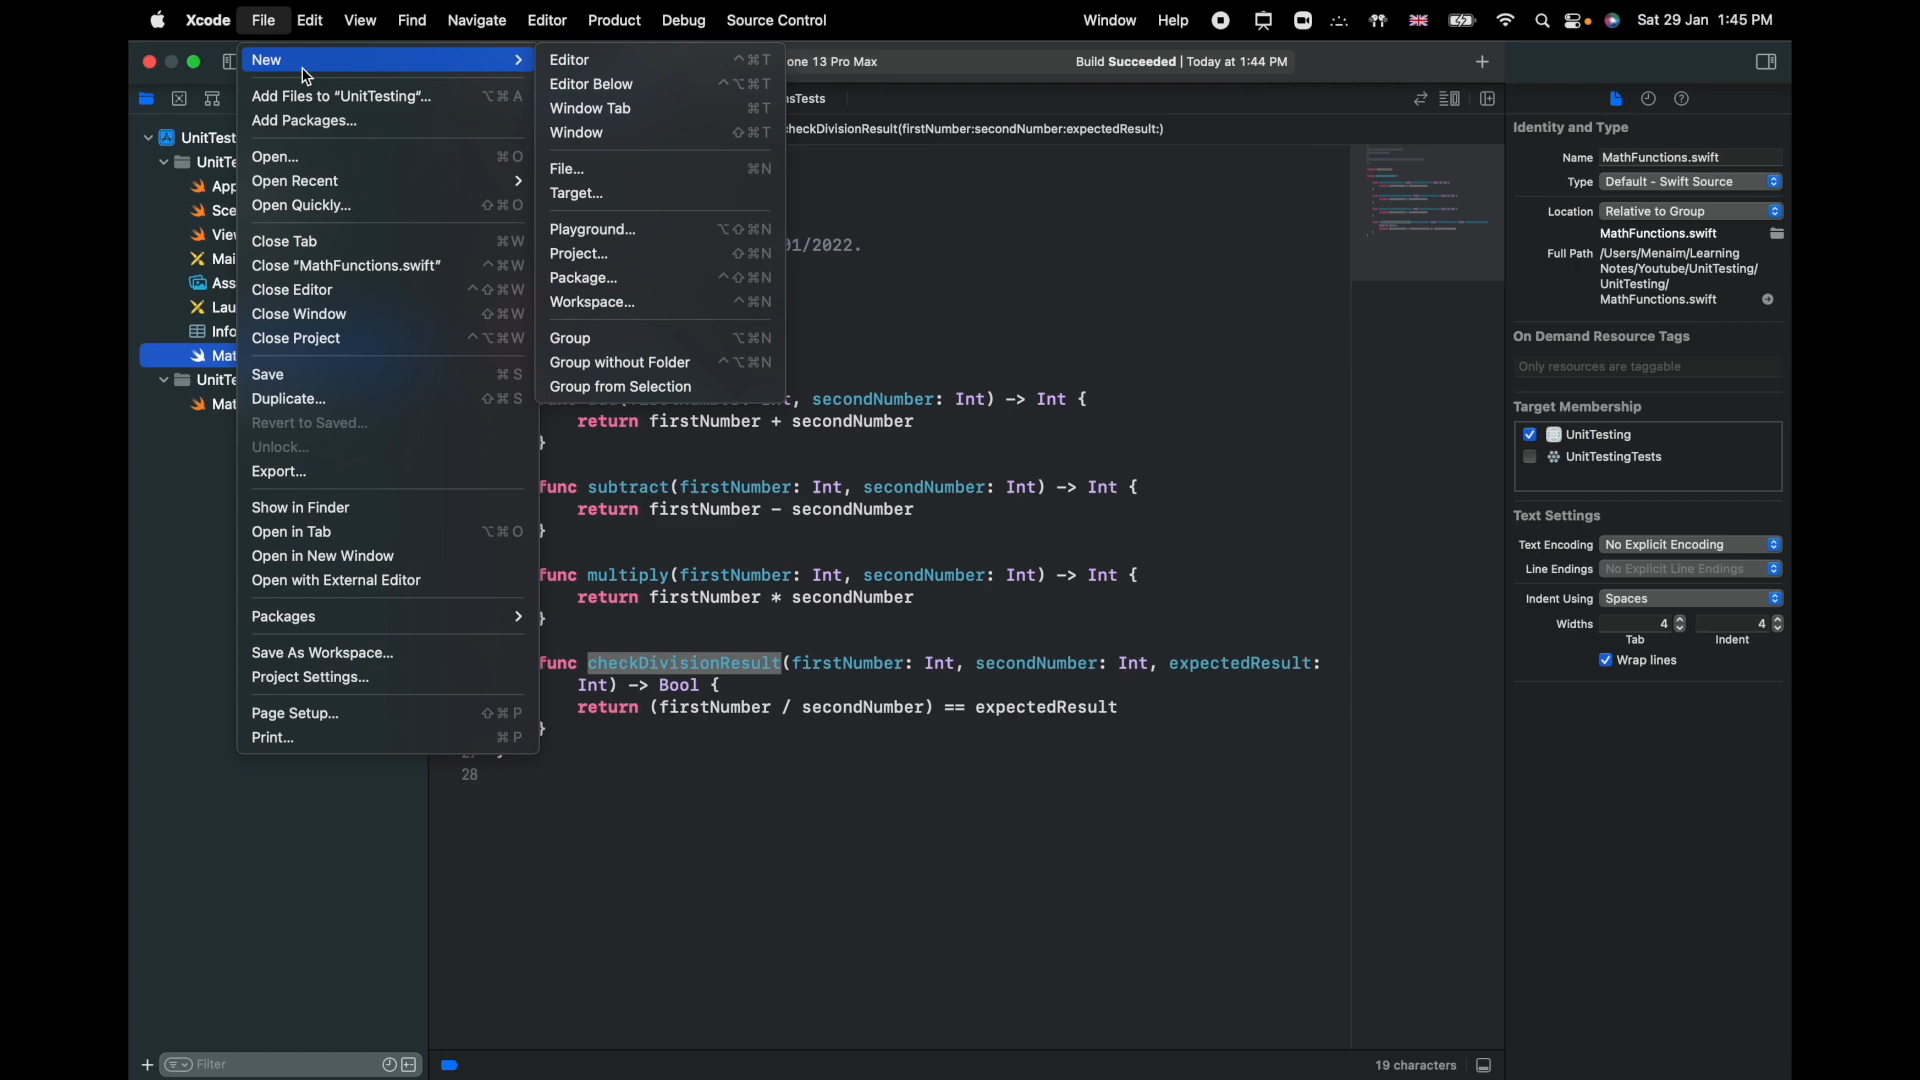 Xcode File Edit View Find Navigate Editor Product Debug Source Control Window Help Sat 29 Jan 1:45 PM
one 13 Pro Max Build Succeeded | Today at 1:44 PM
sTests
checkDivisionResult(firstNumber:secondNumber:expectedResult:)
UnitTest
UnitTe
App
Sce
Vie
Mai
Ass
Lau
Info
Mat
UnitTe
Mat
New
Add Files to “UnitTesting”... ⌥⌘A
Add Packages...
Open... ⌘O
Open Recent
Open Quickly... ⇧⌘O
Close Tab ⌘W
Close “MathFunctions.swift” ^⌘W
Close Editor ^⇧⌘W
Close Window ⇧⌘W
Close Project ^⌥⌘W
Save ⌘S
Duplicate... ⇧⌘S
Revert to Saved...
Unlock...
Export...
Show in Finder
Open in Tab ⌥⌘O
Open in New Window
Open with External Editor
Packages
Save As Workspace...
Project Settings...
Page Setup... ⇧⌘P
Print... ⌘P
Editor ^⌘T
Editor Below ^⌥⌘T
Window Tab ⌘T
Window ⇧⌘T
File... ⌘N
Target...
Playground... ⌥⇧⌘N
Project... ⇧⌘N
Package... ^⇧⌘N
Workspace... ^⌘N
Group ⌥⌘N
Group without Folder ^⌥⌘N
Group from Selection
01/2022.
, secondNumber: Int) -> Int {
return firstNumber + secondNumber
}
func subtract(firstNumber: Int, secondNumber: Int) -> Int {
return firstNumber - secondNumber
}
func multiply(firstNumber: Int, secondNumber: Int) -> Int {
return firstNumber * secondNumber
}
func checkDivisionResult(firstNumber: Int, secondNumber: Int, expectedResult:
Int) -> Bool {
return (firstNumber / secondNumber) == expectedResult
}
28
Identity and Type
Name MathFunctions.swift
Type Default - Swift Source
Location Relative to Group
MathFunctions.swift
Full Path /Users/Menaim/Learning
Notes/Youtube/UnitTesting/
UnitTesting/
MathFunctions.swift
On Demand Resource Tags
Only resources are taggable
Target Membership
UnitTesting
UnitTestingTests
Text Settings
Text Encoding No Explicit Encoding
Line Endings No Explicit Line Endings
Indent Using Spaces
Widths 4 4
Tab Indent
Wrap lines
Filter
19 characters